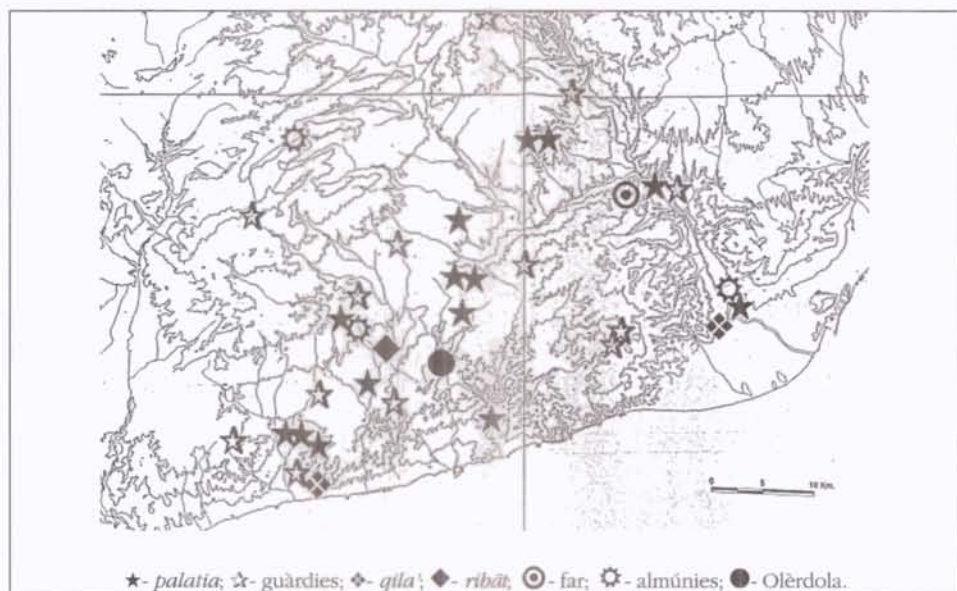 0 5 10 Km.
★- palatia; ☆- guàrdies; ❖- qila'; ◆- ribāt; ◉- far; ☼- almúnies; ●- Olèrdola.